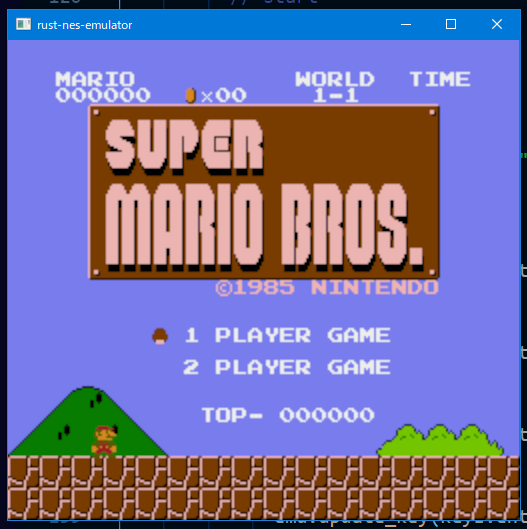 // Start
rust-nes-emulator
MARIO WORLD TIME
000000 ×00 1-1
SUPER
MARIO BROS.
©1985 NINTENDO
1 PLAYER GAME
2 PLAYER GAME
TOP- 000000